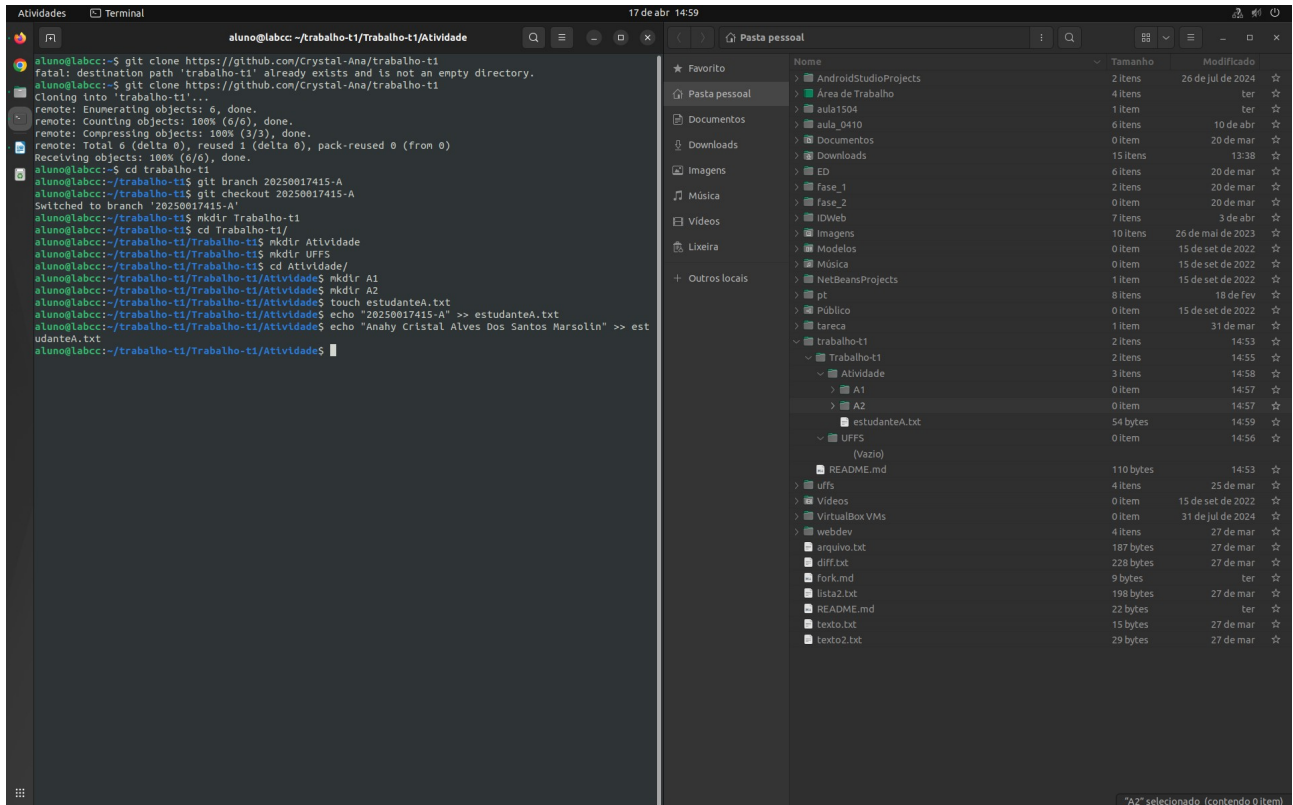 Atividades Terminal 17 de abr 14:59
aluno@labcc: ~/trabalho-t1/Trabalho-t1/Atividade
aluno@labcc:~$ git clone https://github.com/Crystal-Ana/trabalho-t1
fatal: destination path 'trabalho-t1' already exists and is not an empty directory.
aluno@labcc:~$ git clone https://github.com/Crystal-Ana/trabalho-t1
Cloning into 'trabalho-t1'...
remote: Enumerating objects: 6, done.
remote: Counting objects: 100% (6/6), done.
remote: Compressing objects: 100% (3/3), done.
remote: Total 6 (delta 0), reused 1 (delta 0), pack-reused 0 (from 0)
Receiving objects: 100% (6/6), done.
aluno@labcc:~$ cd trabalho-t1
aluno@labcc:~/trabalho-t1$ git branch 20250017415-A
aluno@labcc:~/trabalho-t1$ git checkout 20250017415-A
Switched to branch '20250017415-A'
aluno@labcc:~/trabalho-t1$ mkdir Trabalho-t1
aluno@labcc:~/trabalho-t1$ cd Trabalho-t1/
aluno@labcc:~/trabalho-t1/Trabalho-t1$ mkdir Atividade
aluno@labcc:~/trabalho-t1/Trabalho-t1$ mkdir UFFS
aluno@labcc:~/trabalho-t1/Trabalho-t1$ cd Atividade/
aluno@labcc:~/trabalho-t1/Trabalho-t1/Atividade$ mkdir A1
aluno@labcc:~/trabalho-t1/Trabalho-t1/Atividade$ mkdir A2
aluno@labcc:~/trabalho-t1/Trabalho-t1/Atividade$ touch estudanteA.txt
aluno@labcc:~/trabalho-t1/Trabalho-t1/Atividade$ echo "20250017415-A" >> estudanteA.txt
aluno@labcc:~/trabalho-t1/Trabalho-t1/Atividade$ echo "Anahy Cristal Alves Dos Santos Marsolin" >> est
udanteA.txt
aluno@labcc:~/trabalho-t1/Trabalho-t1/Atividade$
Pasta pessoal
Favorito
Pasta pessoal
Documentos
Downloads
Imagens
Música
Vídeos
Lixeira
Outros locais
Nome Tamanho Modificado
AndroidStudioProjects 2 itens 26 de jul de 2024
Área de Trabalho 4 itens ter
aula1504 1 item ter
aula_0410 6 itens 10 de abr
Documentos 0 item 20 de mar
Downloads 15 itens 13:38
ED 6 itens 20 de mar
fase_1 2 itens 20 de mar
fase_2 0 item 20 de mar
IDWeb 7 itens 3 de abr
Imagens 10 itens 26 de mai de 2023
Modelos 0 item 15 de set de 2022
Música 0 item 15 de set de 2022
NetBeansProjects 1 item 15 de set de 2022
pt 8 itens 18 de fev
Público 0 item 15 de set de 2022
tareca 1 item 31 de mar
trabalho-t1 2 itens 14:53
Trabalho-t1 2 itens 14:55
Atividade 3 itens 14:58
A1 0 item 14:57
A2 0 item 14:57
estudanteA.txt 54 bytes 14:59
UFFS 0 item 14:56
(Vazio)
README.md 110 bytes 14:53
uffs 4 itens 25 de mar
Vídeos 0 item 15 de set de 2022
VirtualBox VMs 0 item 31 de jul de 2024
webdev 4 itens 27 de mar
arquivo.txt 187 bytes 27 de mar
diff.txt 228 bytes 27 de mar
fork.md 9 bytes ter
lista2.txt 198 bytes 27 de mar
README.md 22 bytes ter
texto.txt 15 bytes 27 de mar
texto2.txt 29 bytes 27 de mar
"A2" selecionado (contendo 0 item)